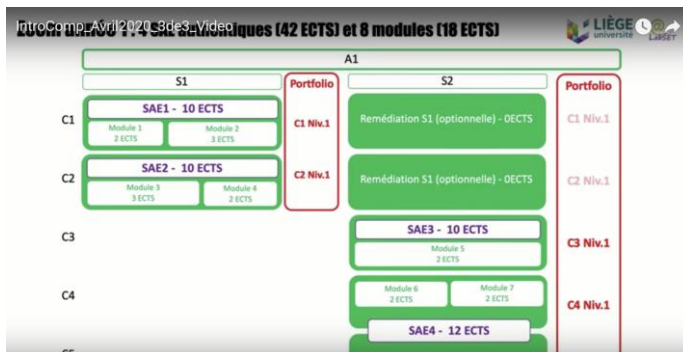 IntroComp_Avril2020_3de3_Video
(42 ECTS) et 8 modules (18 ECTS)
LIÈGE
université
LabSET
A1
S1
Portfolio
S2
Portfolio
C1
SAE1 - 10 ECTS
Module 1
2 ECTS
Module 2
3 ECTS
C1 Niv.1
Remédiation S1 (optionnelle) - 0ECTS
C1 Niv.1
C2
SAE2 - 10 ECTS
Module 3
3 ECTS
Module 4
2 ECTS
C2 Niv.1
Remédiation S1 (optionnelle) - 0ECTS
C2 Niv.1
C3
SAE3 - 10 ECTS
Module 5
2 ECTS
C3 Niv.1
C4
Module 6
2 ECTS
Module 7
2 ECTS
C4 Niv.1
SAE4 - 12 ECTS